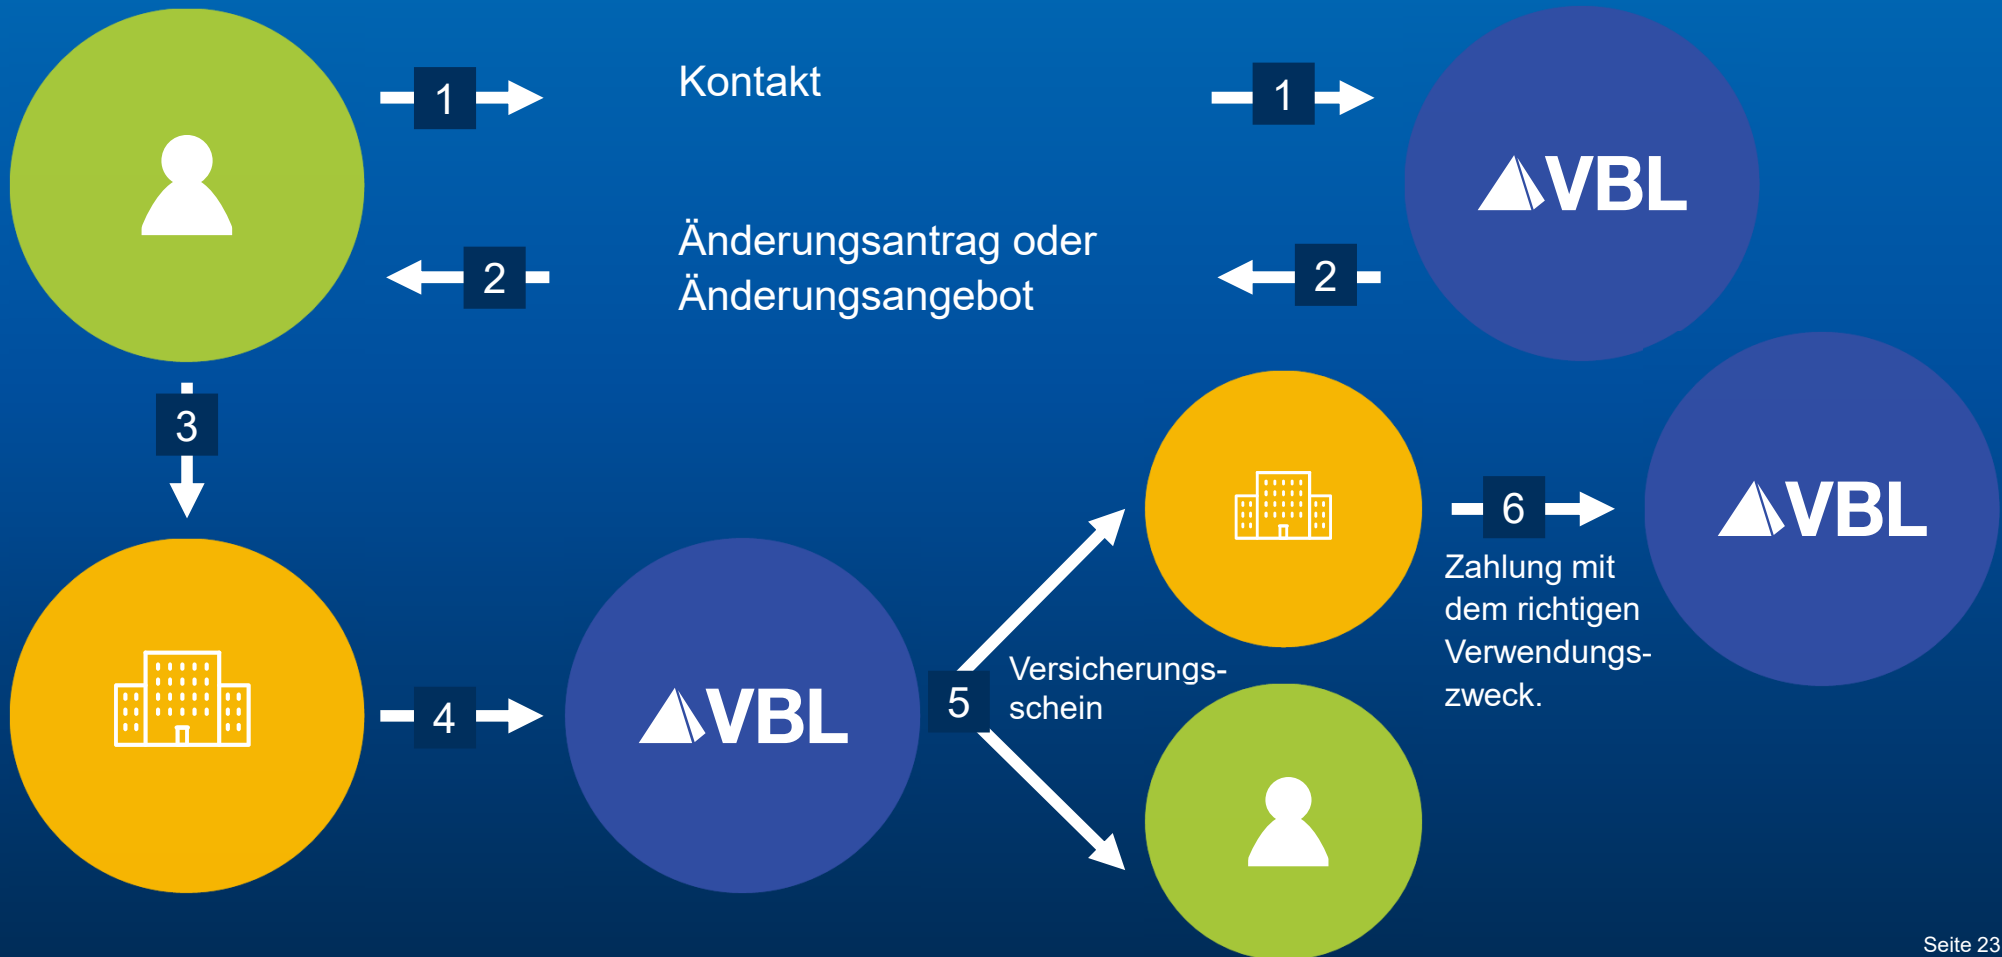 1
Kontakt
1
VBL
2
Änderungsantrag oder
Änderungsangebot
2
3
6
VBL
Zahlung mit
dem richtigen
Verwendungs-
zweck.
4
VBL
5
Versicherungs-
schein
Seite 23